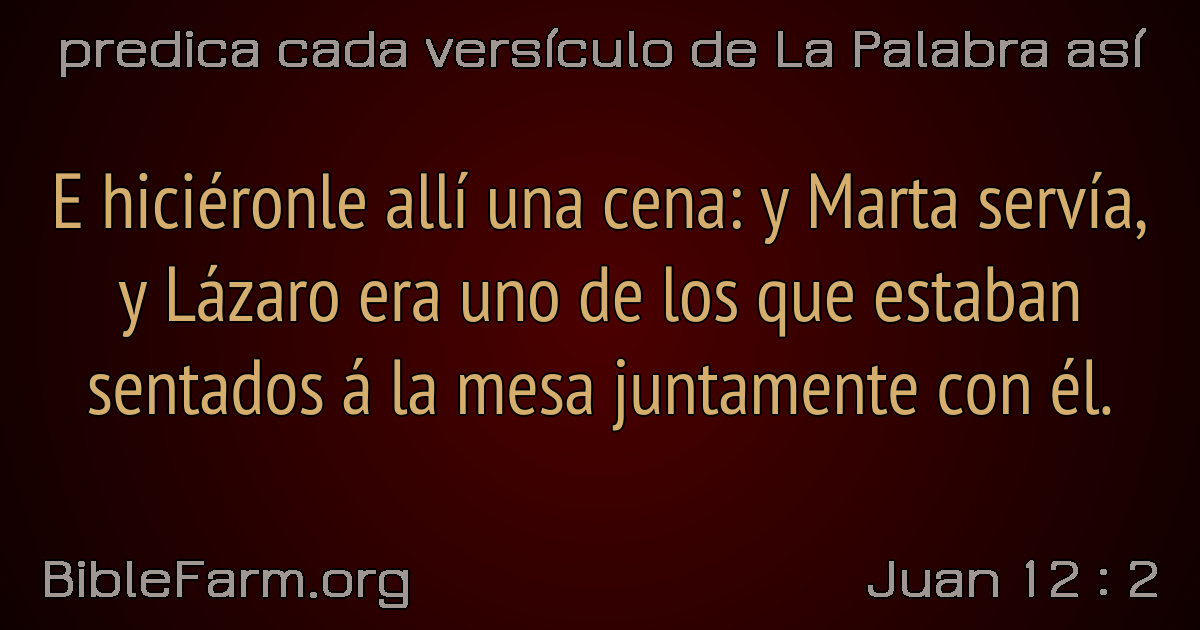 predica cada versículo de La Palabra así
E hiciéronle allí una cena: y Marta servía,
y Lázaro era uno de los que estaban
sentados á la mesa juntamente con él.
BibleFarm.org
Juan 12 : 2